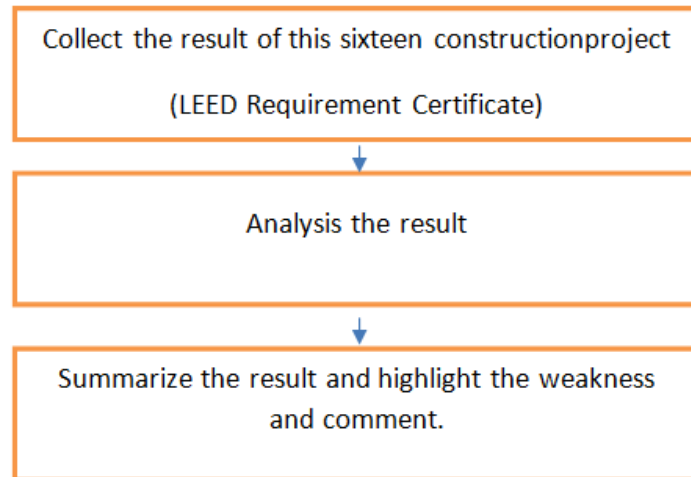 Collect the result of this sixteen constructionproject
(LEED Requirement Certificate)
Analysis the result
Summarize the result and highlight the weakness
and comment.